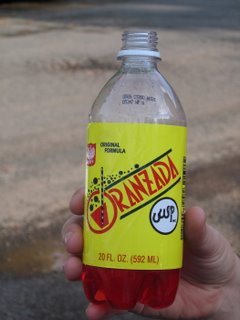 ORIGINAL
FORMULA
ORANZADA
20 FL. OZ. (592 ML)